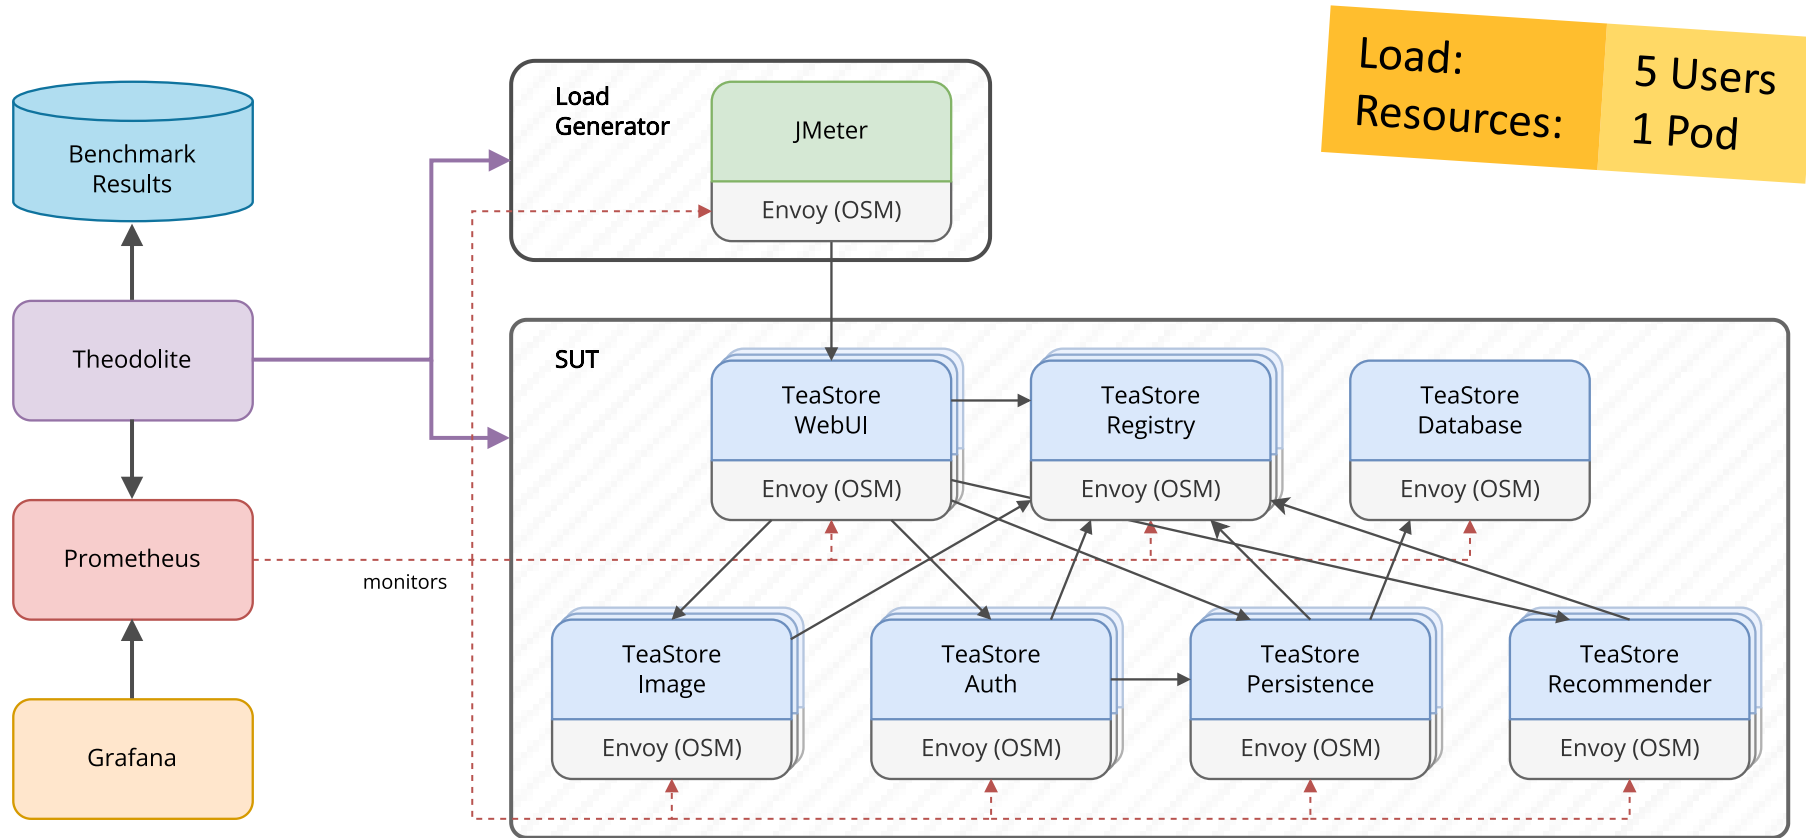 Load:
Resources:
5 Users
1 Pod
Benchmark
Results
Load
Generator
JMeter
Envoy (OSM)
Theodolite
SUT
TeaStore
WebUI
Envoy (OSM)
TeaStore
Registry
Envoy (OSM)
TeaStore
Database
Envoy (OSM)
Prometheus
monitors
TeaStore
Image
Envoy (OSM)
TeaStore
Auth
Envoy (OSM)
TeaStore
Persistence
Envoy (OSM)
TeaStore
Recommender
Envoy (OSM)
Grafana